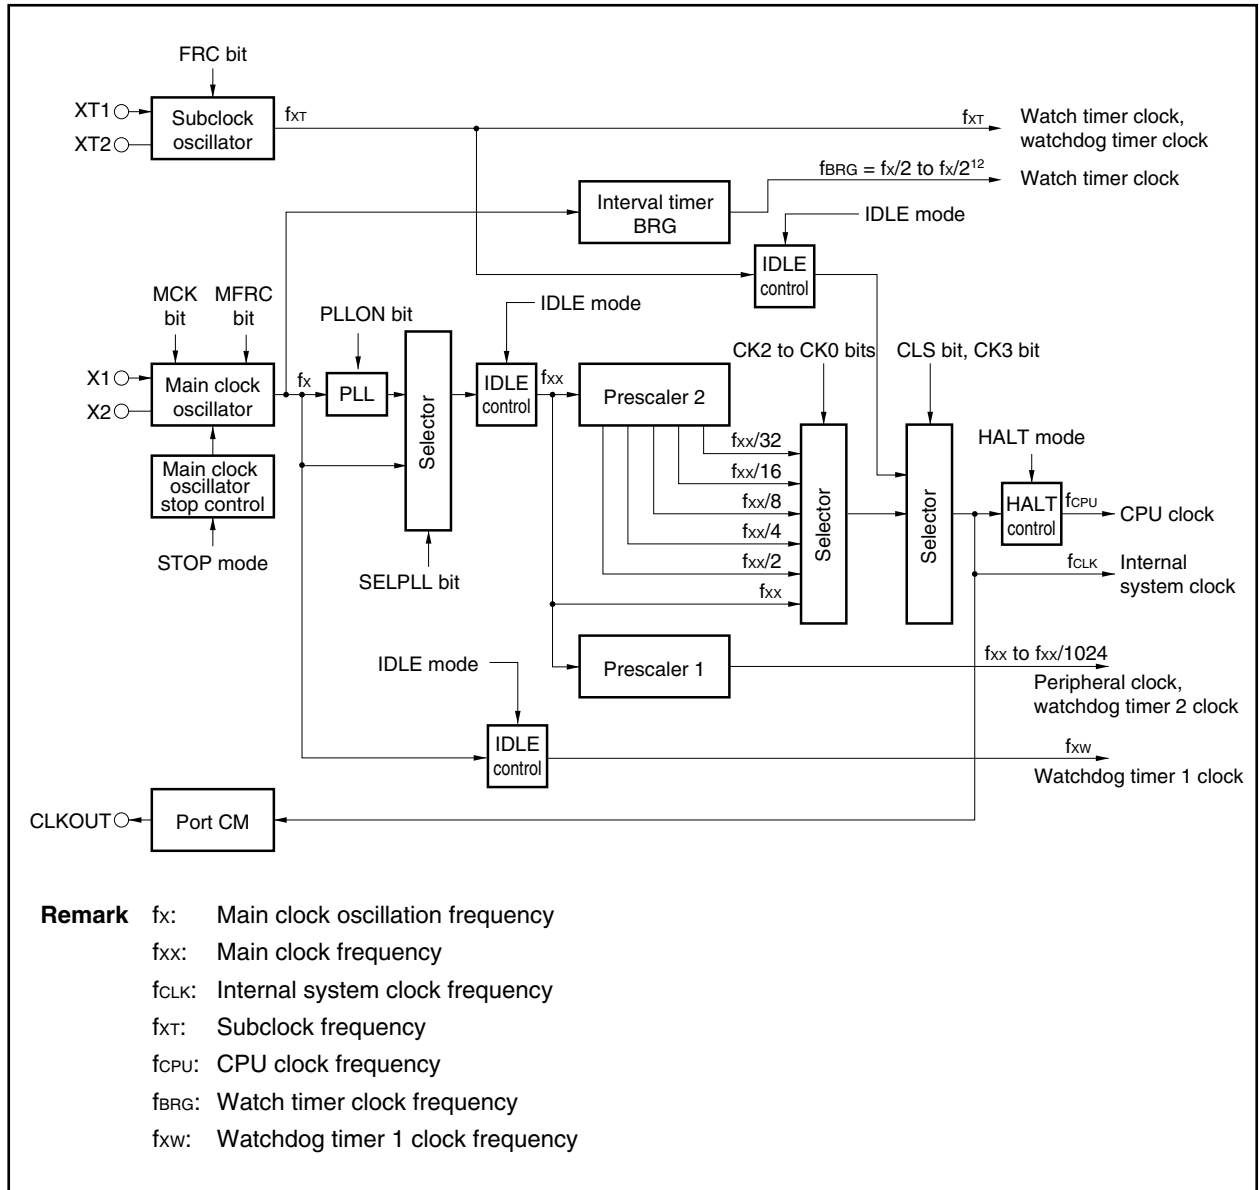 FRC bit
XT1
XT2
Subclock
oscillator
fXT
fXT
Watch timer clock,
watchdog timer clock
fBRG = fX/2 to fX/2¹²
Watch timer clock
Interval timer
BRG
IDLE mode
IDLE
control
MCK
bit
MFRC
bit
PLLON bit
IDLE mode
X1
X2
Main clock
oscillator
fX
PLL
Selector
IDLE
control
fXX
Prescaler 2
CK2 to CK0 bits
CLS bit, CK3 bit
Main clock
oscillator
stop control
STOP mode
SELPLL bit
fXX/32
fXX/16
fXX/8
fXX/4
fXX/2
fXX
Selector
Selector
HALT mode
HALT
control
fCPU
CPU clock
fCLK
Internal
system clock
IDLE mode
Prescaler 1
fXX to fXX/1024
Peripheral clock,
watchdog timer 2 clock
IDLE
control
fXW
Watchdog timer 1 clock
CLKOUT
Port CM
Remark fX: Main clock oscillation frequency
fXX: Main clock frequency
fCLK: Internal system clock frequency
fXT: Subclock frequency
fCPU: CPU clock frequency
fBRG: Watch timer clock frequency
fXW: Watchdog timer 1 clock frequency